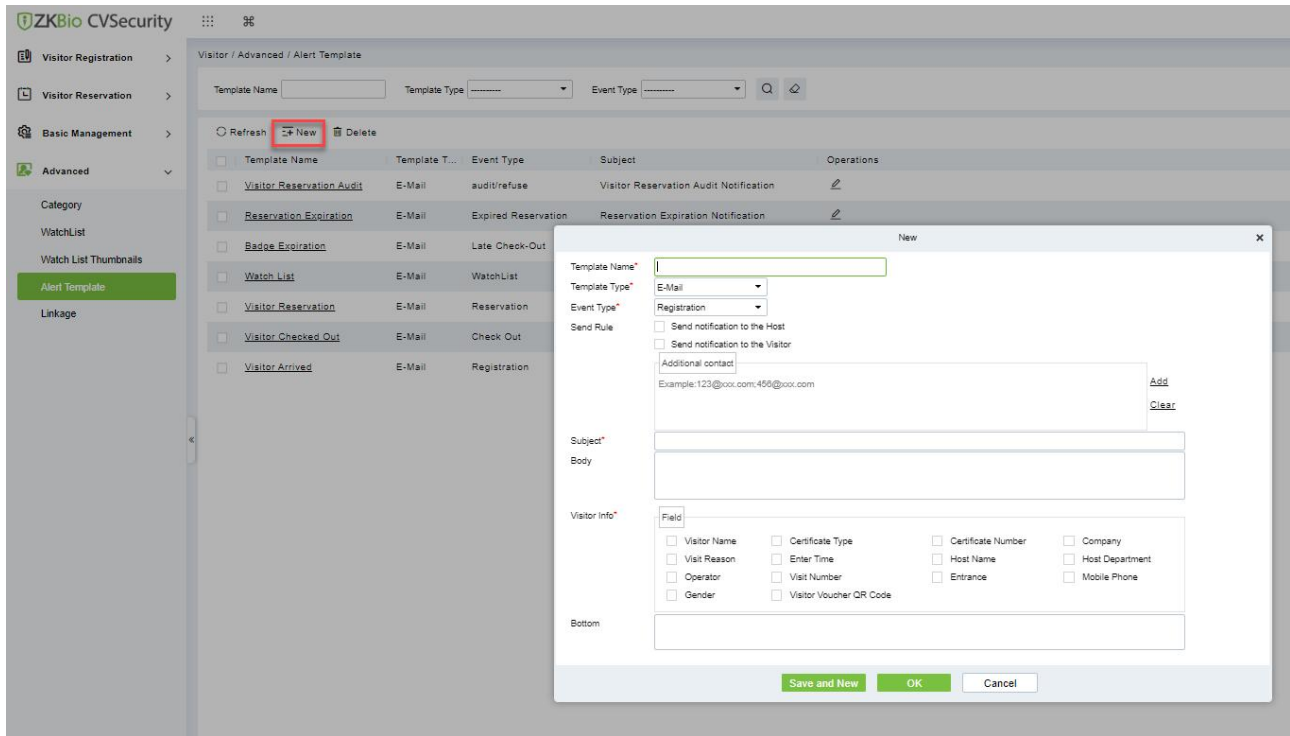 ZKBio CVSecurity
Visitor Registration
Visitor Reservation
Basic Management
Advanced
Category
WatchList
Watch List Thumbnails
Alert Template
Linkage
Visitor / Advanced / Alert Template
Template Name Template Type ---------- Event Type ----------
Refresh New Delete
Template Name Template T... Event Type Subject Operations
Visitor Reservation Audit E-Mail audit/refuse Visitor Reservation Audit Notification
Reservation Expiration E-Mail Expired Reservation Reservation Expiration Notification
Badge Expiration E-Mail Late Check-Out
Watch List E-Mail WatchList
Visitor Reservation E-Mail Reservation
Visitor Checked Out E-Mail Check Out
Visitor Arrived E-Mail Registration
New
Template Name*
Template Type* E-Mail
Event Type* Registration
Send Rule Send notification to the Host
Send notification to the Visitor
Additional contact
Example:123@xxx.com;456@xxx.com
Add
Clear
Subject*
Body
Visitor Info* Field
Visitor Name Certificate Type Certificate Number Company
Visit Reason Enter Time Host Name Host Department
Operator Visit Number Entrance Mobile Phone
Gender Visitor Voucher QR Code
Bottom
Save and New OK Cancel